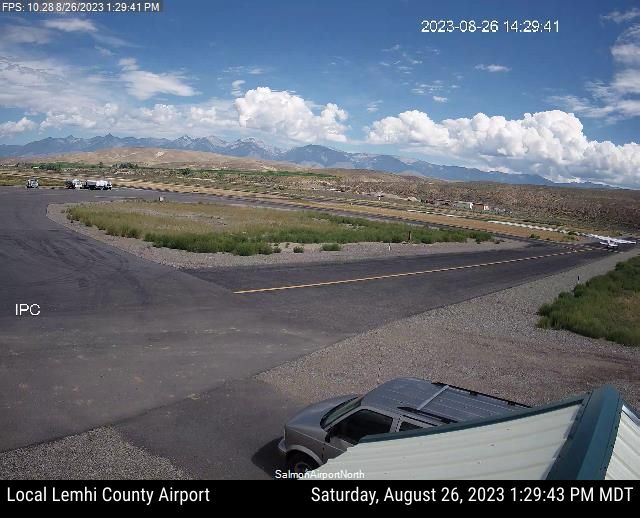 FPS: 10.28 8/26/2023 1:29:41 PM
2023-08-26 14:29:41
IPC
SalmonAirportNorth
Local Lemhi County Airport
Saturday, August 26, 2023 1:29:43 PM MDT